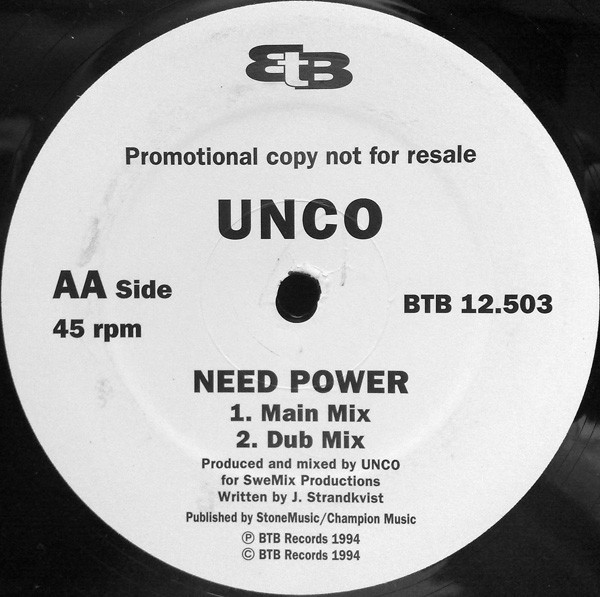 BtB
Promotional copy not for resale
UNCO
AA Side
45 rpm
BTB 12.503
NEED POWER
1. Main Mix
2. Dub Mix
Produced and mixed by UNCO
for SweMix Productions
Written by J. Strandkvist
Published by StoneMusic/Champion Music
℗ BTB Records 1994
© BTB Records 1994